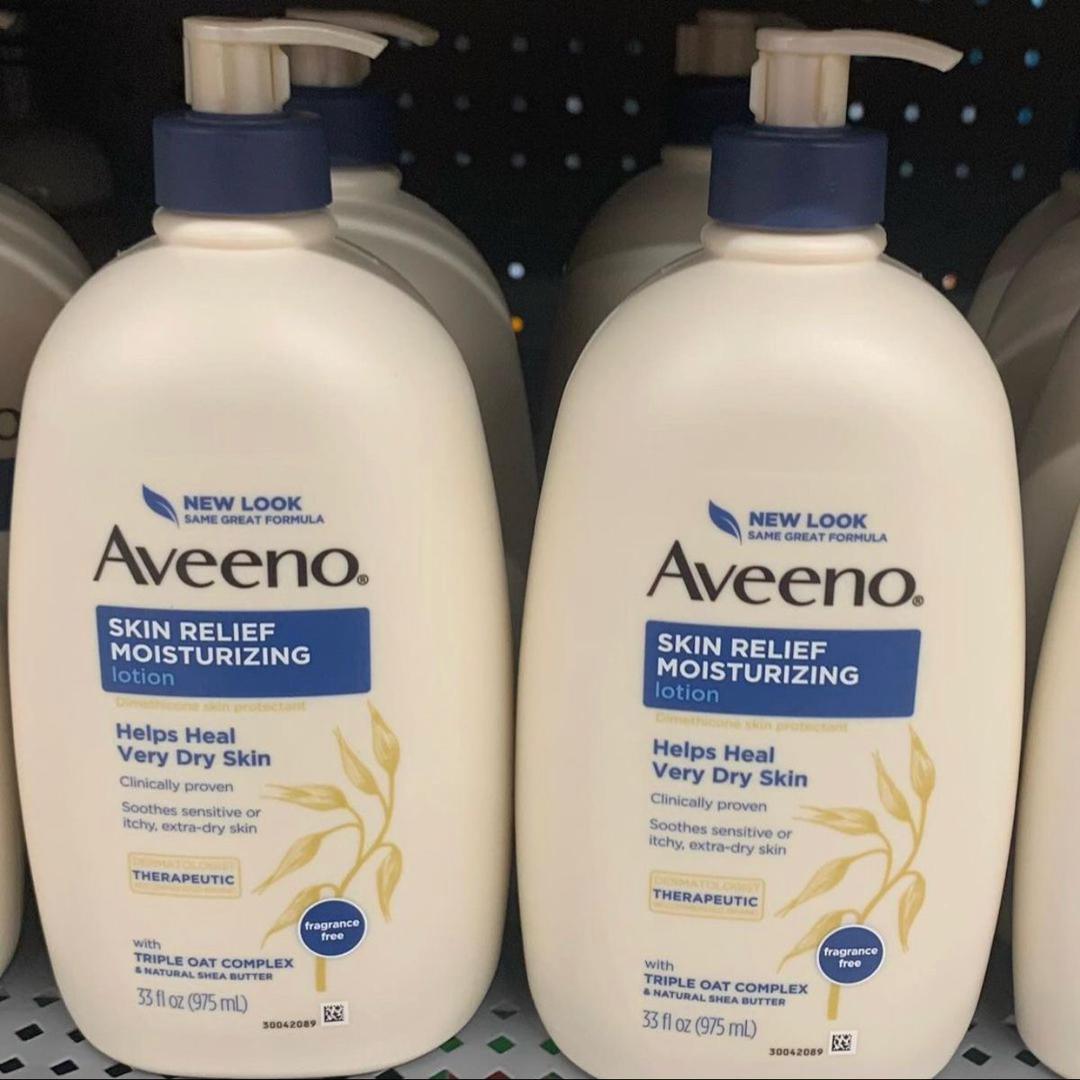 NEW LOOK
SAME GREAT FORMULA
Aveeno®
SKIN RELIEF
MOISTURIZING
lotion
Dimethicone skin protectant
Helps Heal
Very Dry Skin
Clinically proven
Soothes sensitive or
itchy, extra-dry skin
DERMATOLOGIST
THERAPEUTIC
fragrance
free
with
TRIPLE OAT COMPLEX
& NATURAL SHEA BUTTER
33 fl oz (975 mL)
30042089
NEW LOOK
SAME GREAT FORMULA
Aveeno®
SKIN RELIEF
MOISTURIZING
lotion
Dimethicone skin protectant
Helps Heal
Very Dry Skin
Clinically proven
Soothes sensitive or
itchy, extra-dry skin
DERMATOLOGIST
THERAPEUTIC
fragrance
free
with
TRIPLE OAT COMPLEX
& NATURAL SHEA BUTTER
33 fl oz (975 mL)
30042089